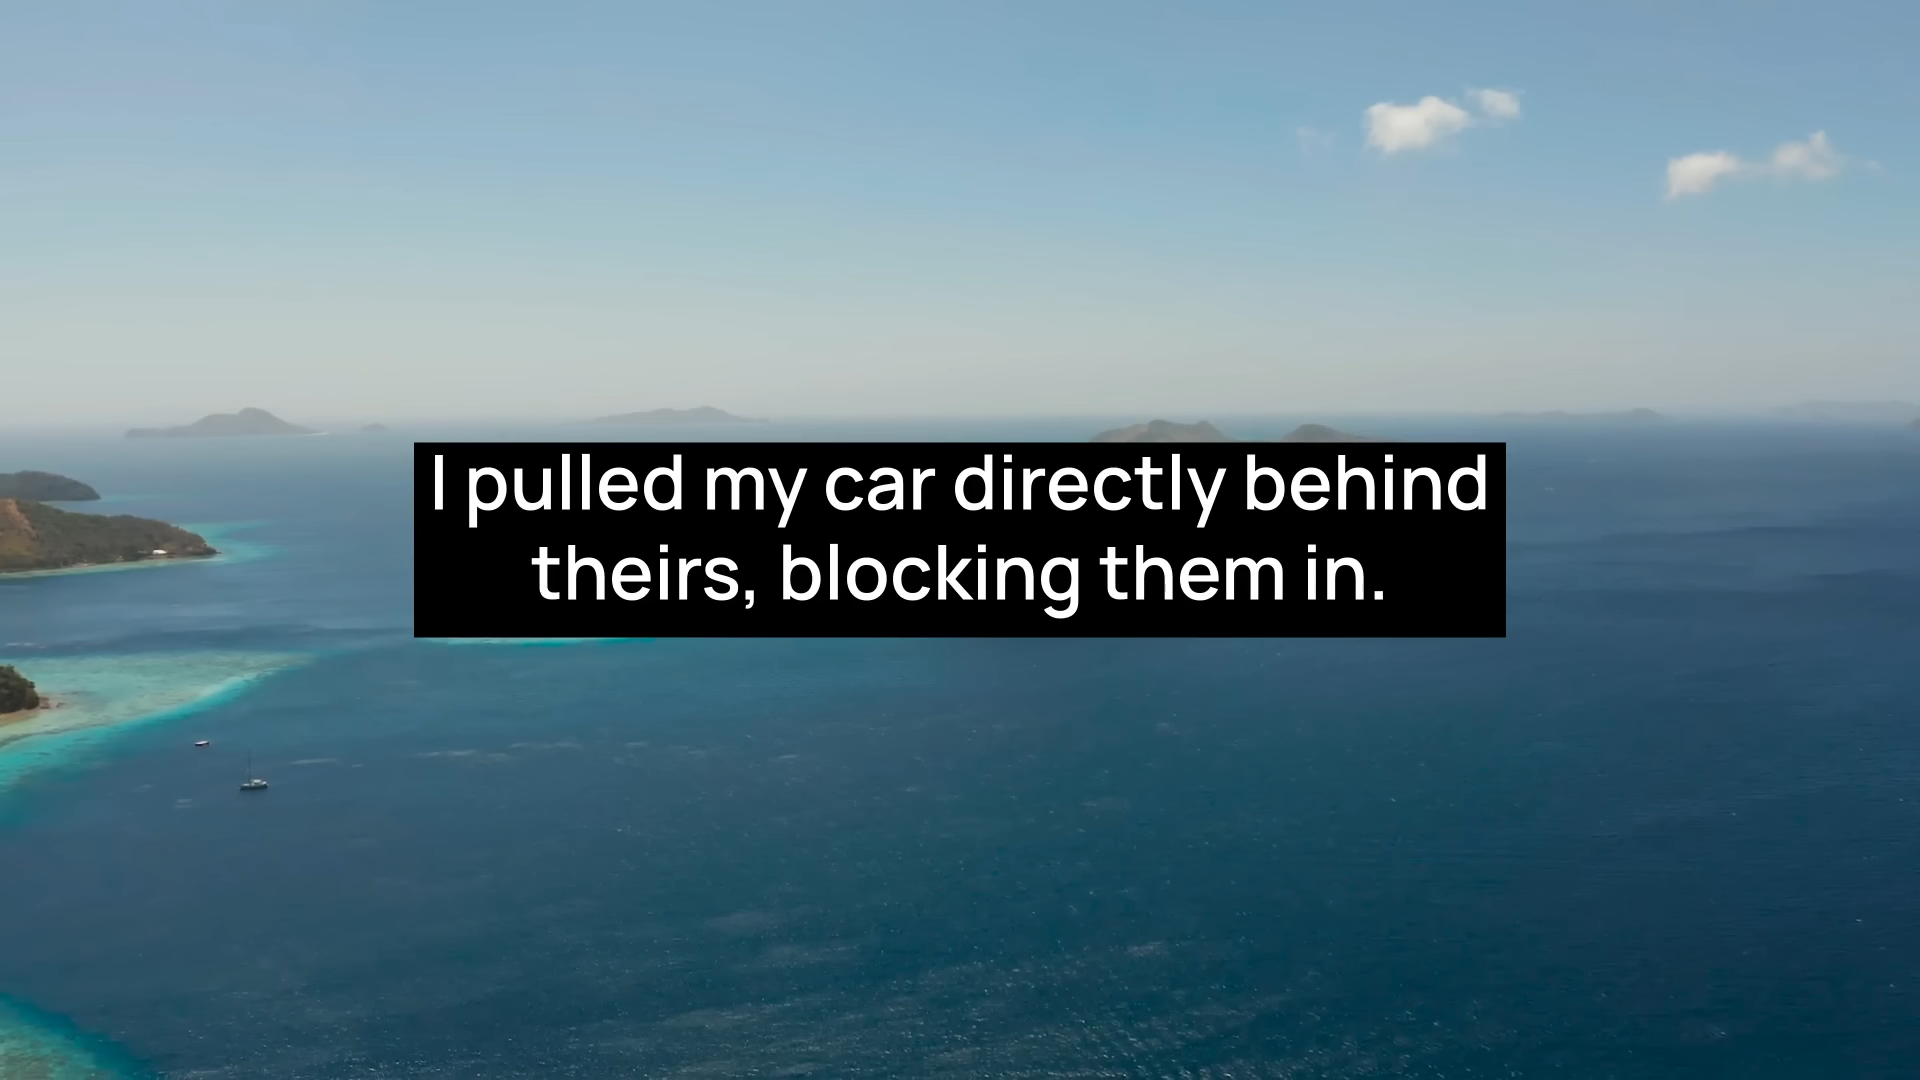 I pulled my car directly behind
theirs, blocking them in.